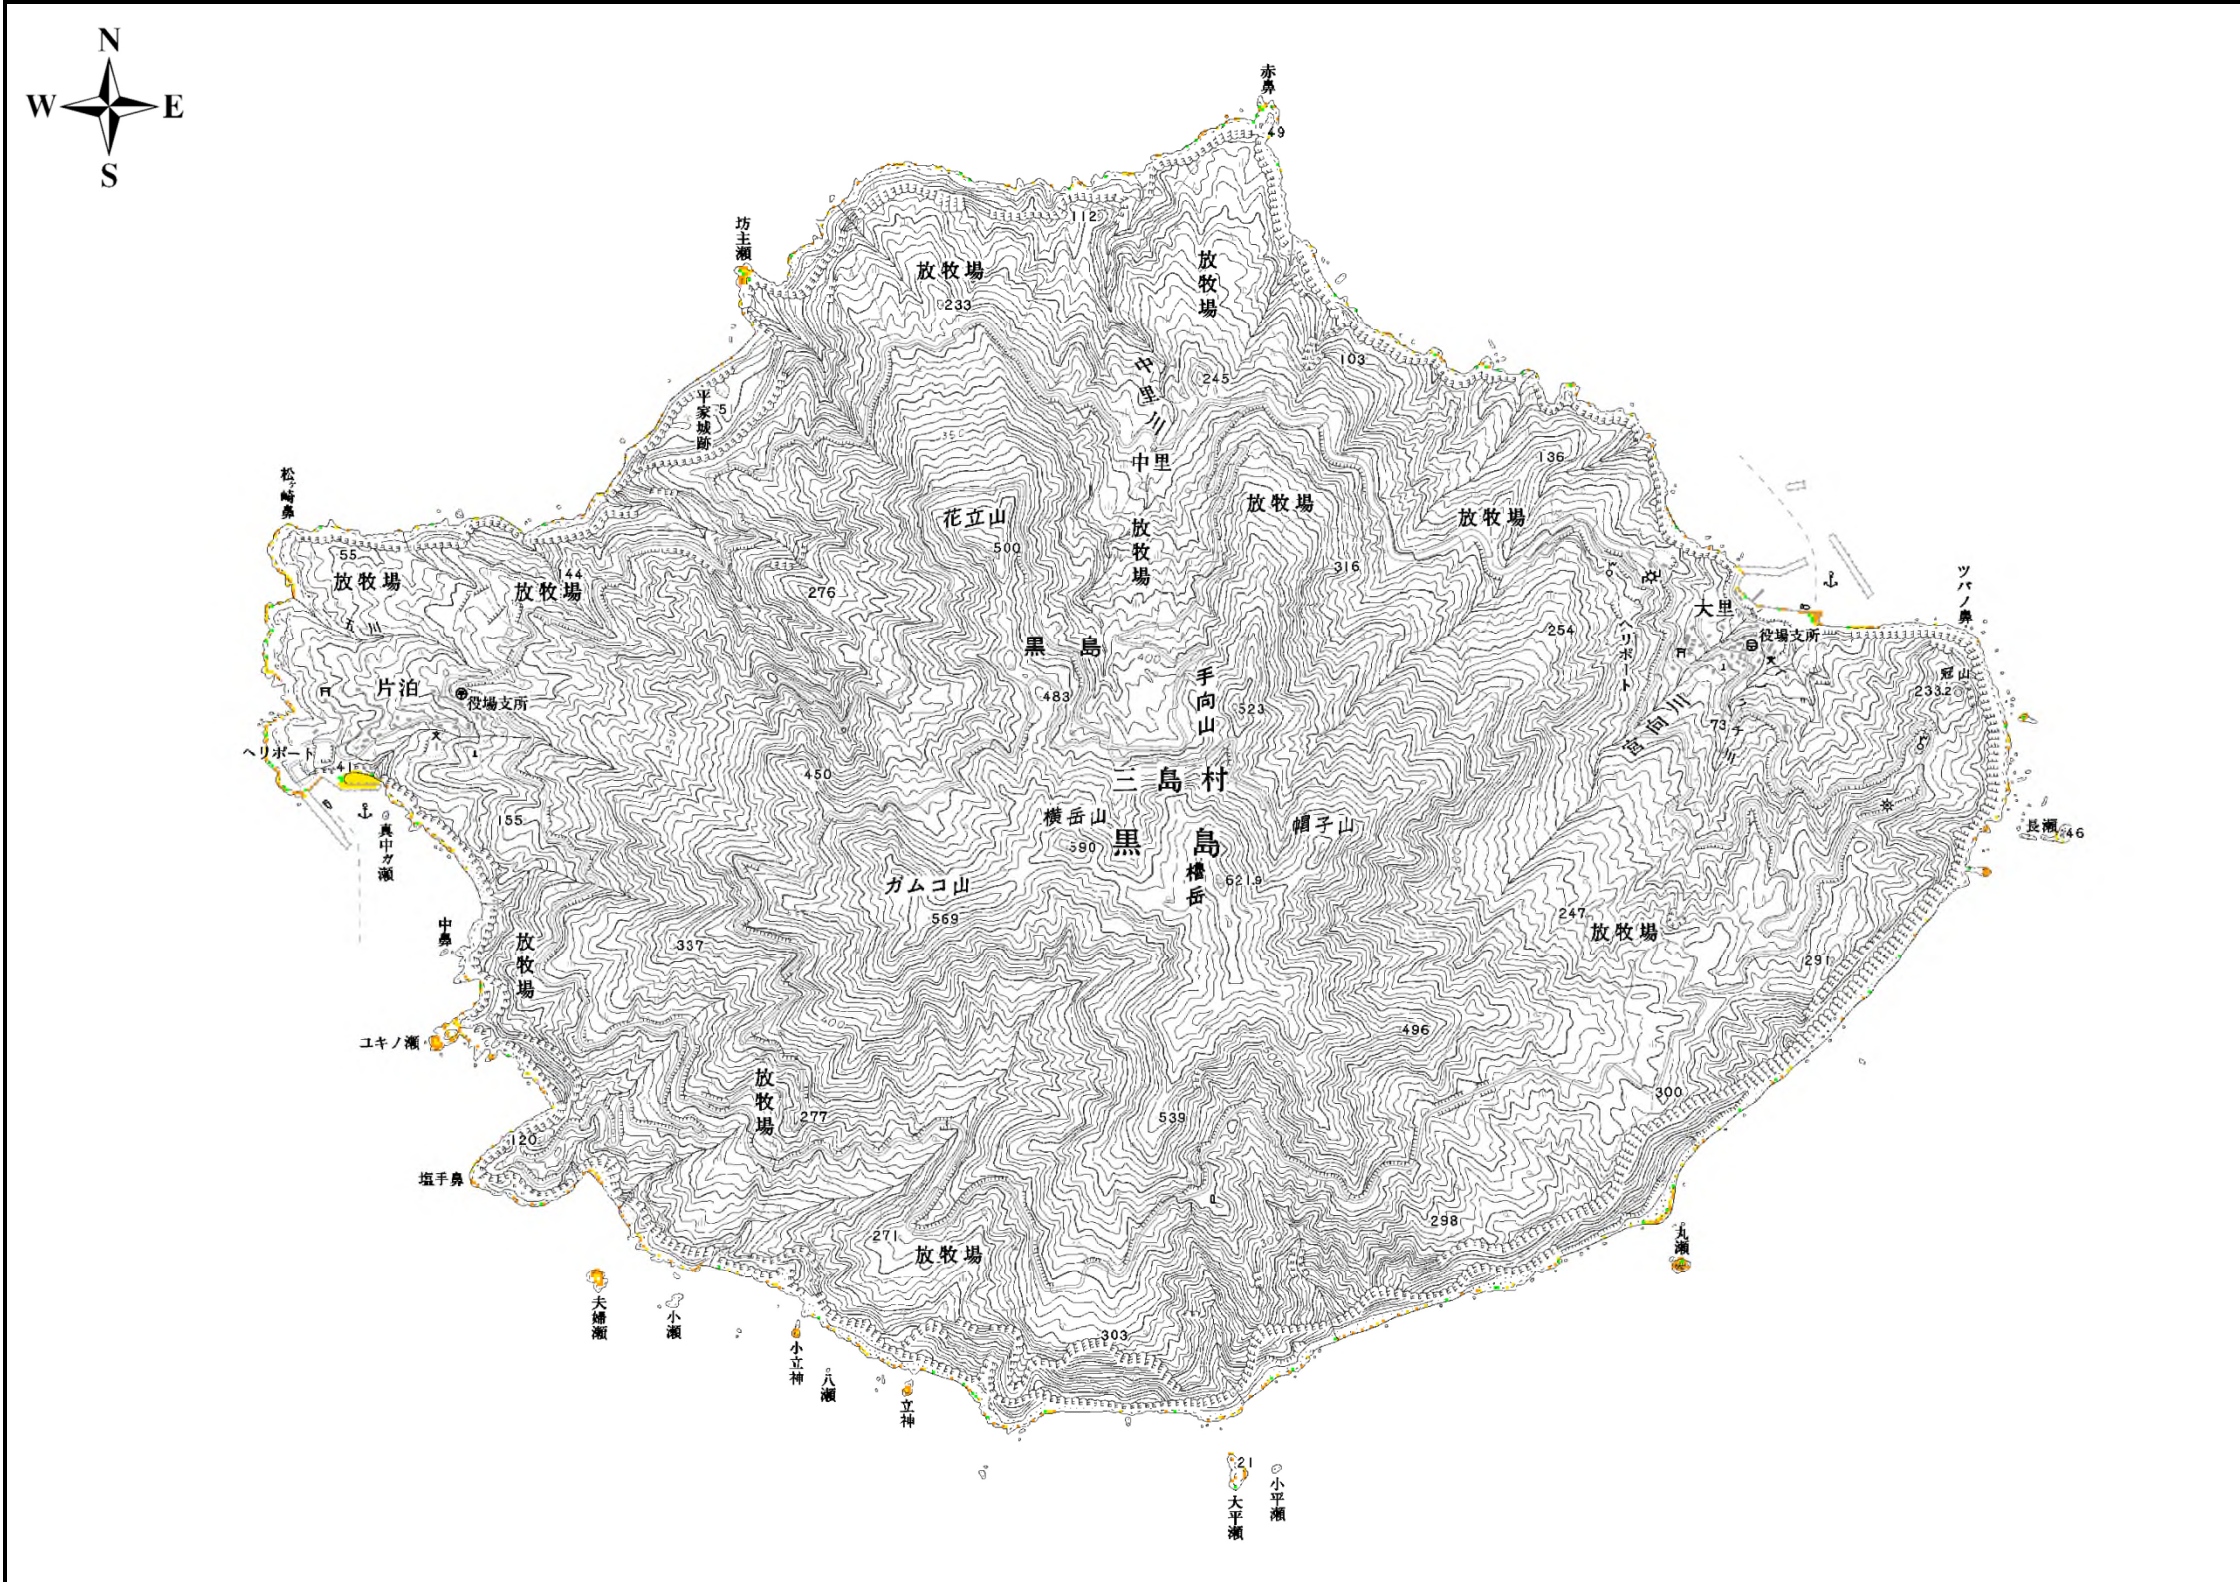 N
W E
S
赤鼻
49
112
坊主瀬
放牧場
放牧場
233
中里川
103
245
平家城跡
51
350
中里
136
松ヶ崎鼻
放牧場
放牧場
花立山
放牧場
500
55
放牧場
144
放牧場
276
316
ツバノ鼻
大里
五川
254
ヘリポート
役場支所
黒島
400
手向山
冠山
233.2
片泊
役場支所
483
523
宮向川
73
ヘリポート
41
450
三島村
横岳山
帽子山
155
黒島
590
長瀬
46
真中ガ瀬
櫓岳
621.9
ガムコ山
569
247
放牧場
中鼻
放牧場
337
291
400
496
ユキノ瀬
放牧場
277
539
300
120
塩手鼻
271
放牧場
298
300
丸瀬
夫婦瀬
小瀬
303
小立神
八瀬
立神
21
大平瀬
小平瀬